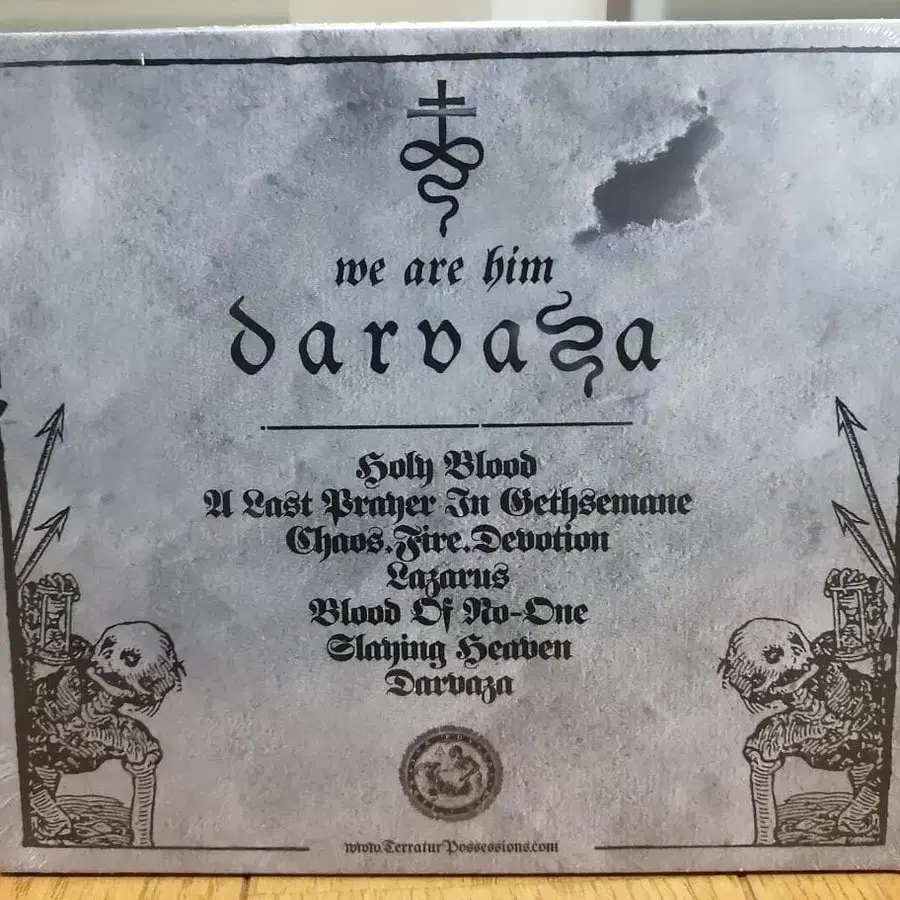 we are him
darvaza
Holy Blood
A Last Prayer In Gethsemane
Chaos.Fire.Devotion
Lazarus
Blood Of No-One
Slaying Heaven
Darvaza
www.TerraturPossessions.com